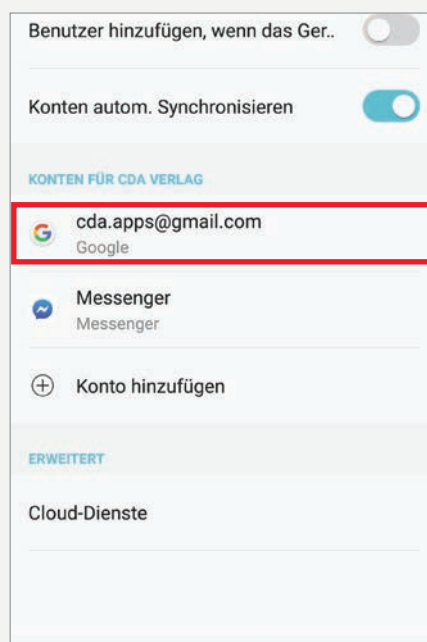 Benutzer hinzufügen, wenn das Ger..
Konten autom. Synchronisieren
KONTEN FÜR CDA VERLAG
cda.apps@gmail.com
Google
Messenger
Messenger
Konto hinzufügen
ERWEITERT
Cloud-Dienste